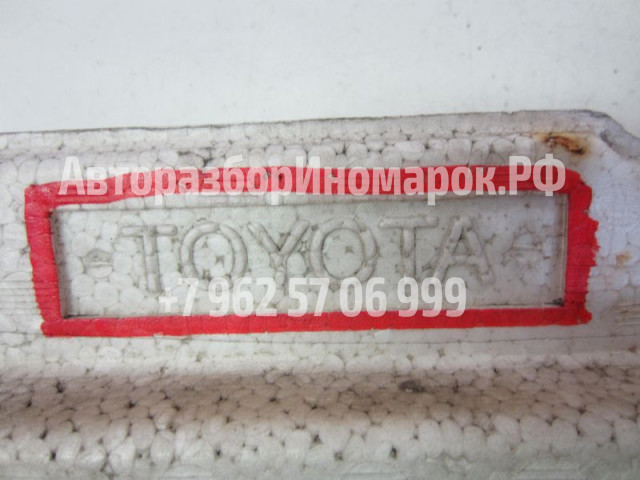 АвторазборИномарок.РФ
- TOYOTA -
+7 962 57 06 999